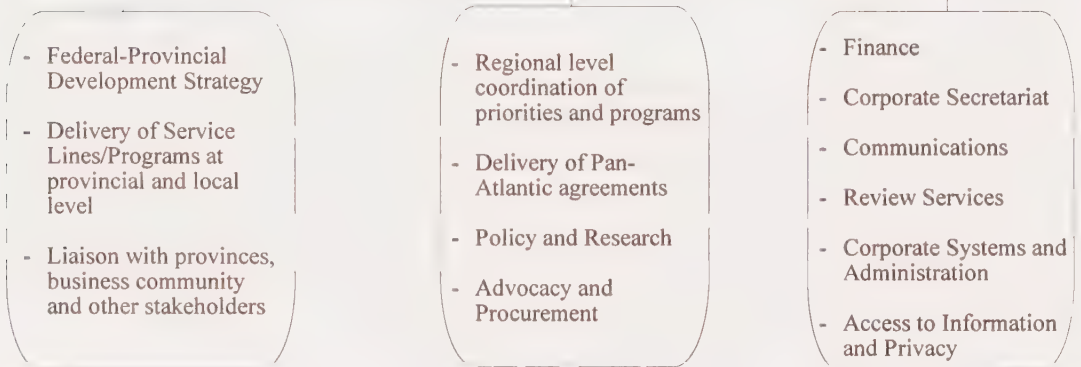 - Federal-Provincial
Development Strategy
- Delivery of Service
Lines/Programs at
provincial and local
level
- Liaison with provinces,
business community
and other stakeholders
- Regional level
coordination of
priorities and programs
- Delivery of Pan-
Atlantic agreements
- Policy and Research
- Advocacy and
Procurement
- Finance
- Corporate Secretariat
- Communications
- Review Services
- Corporate Systems and
Administration
- Access to Information
and Privacy